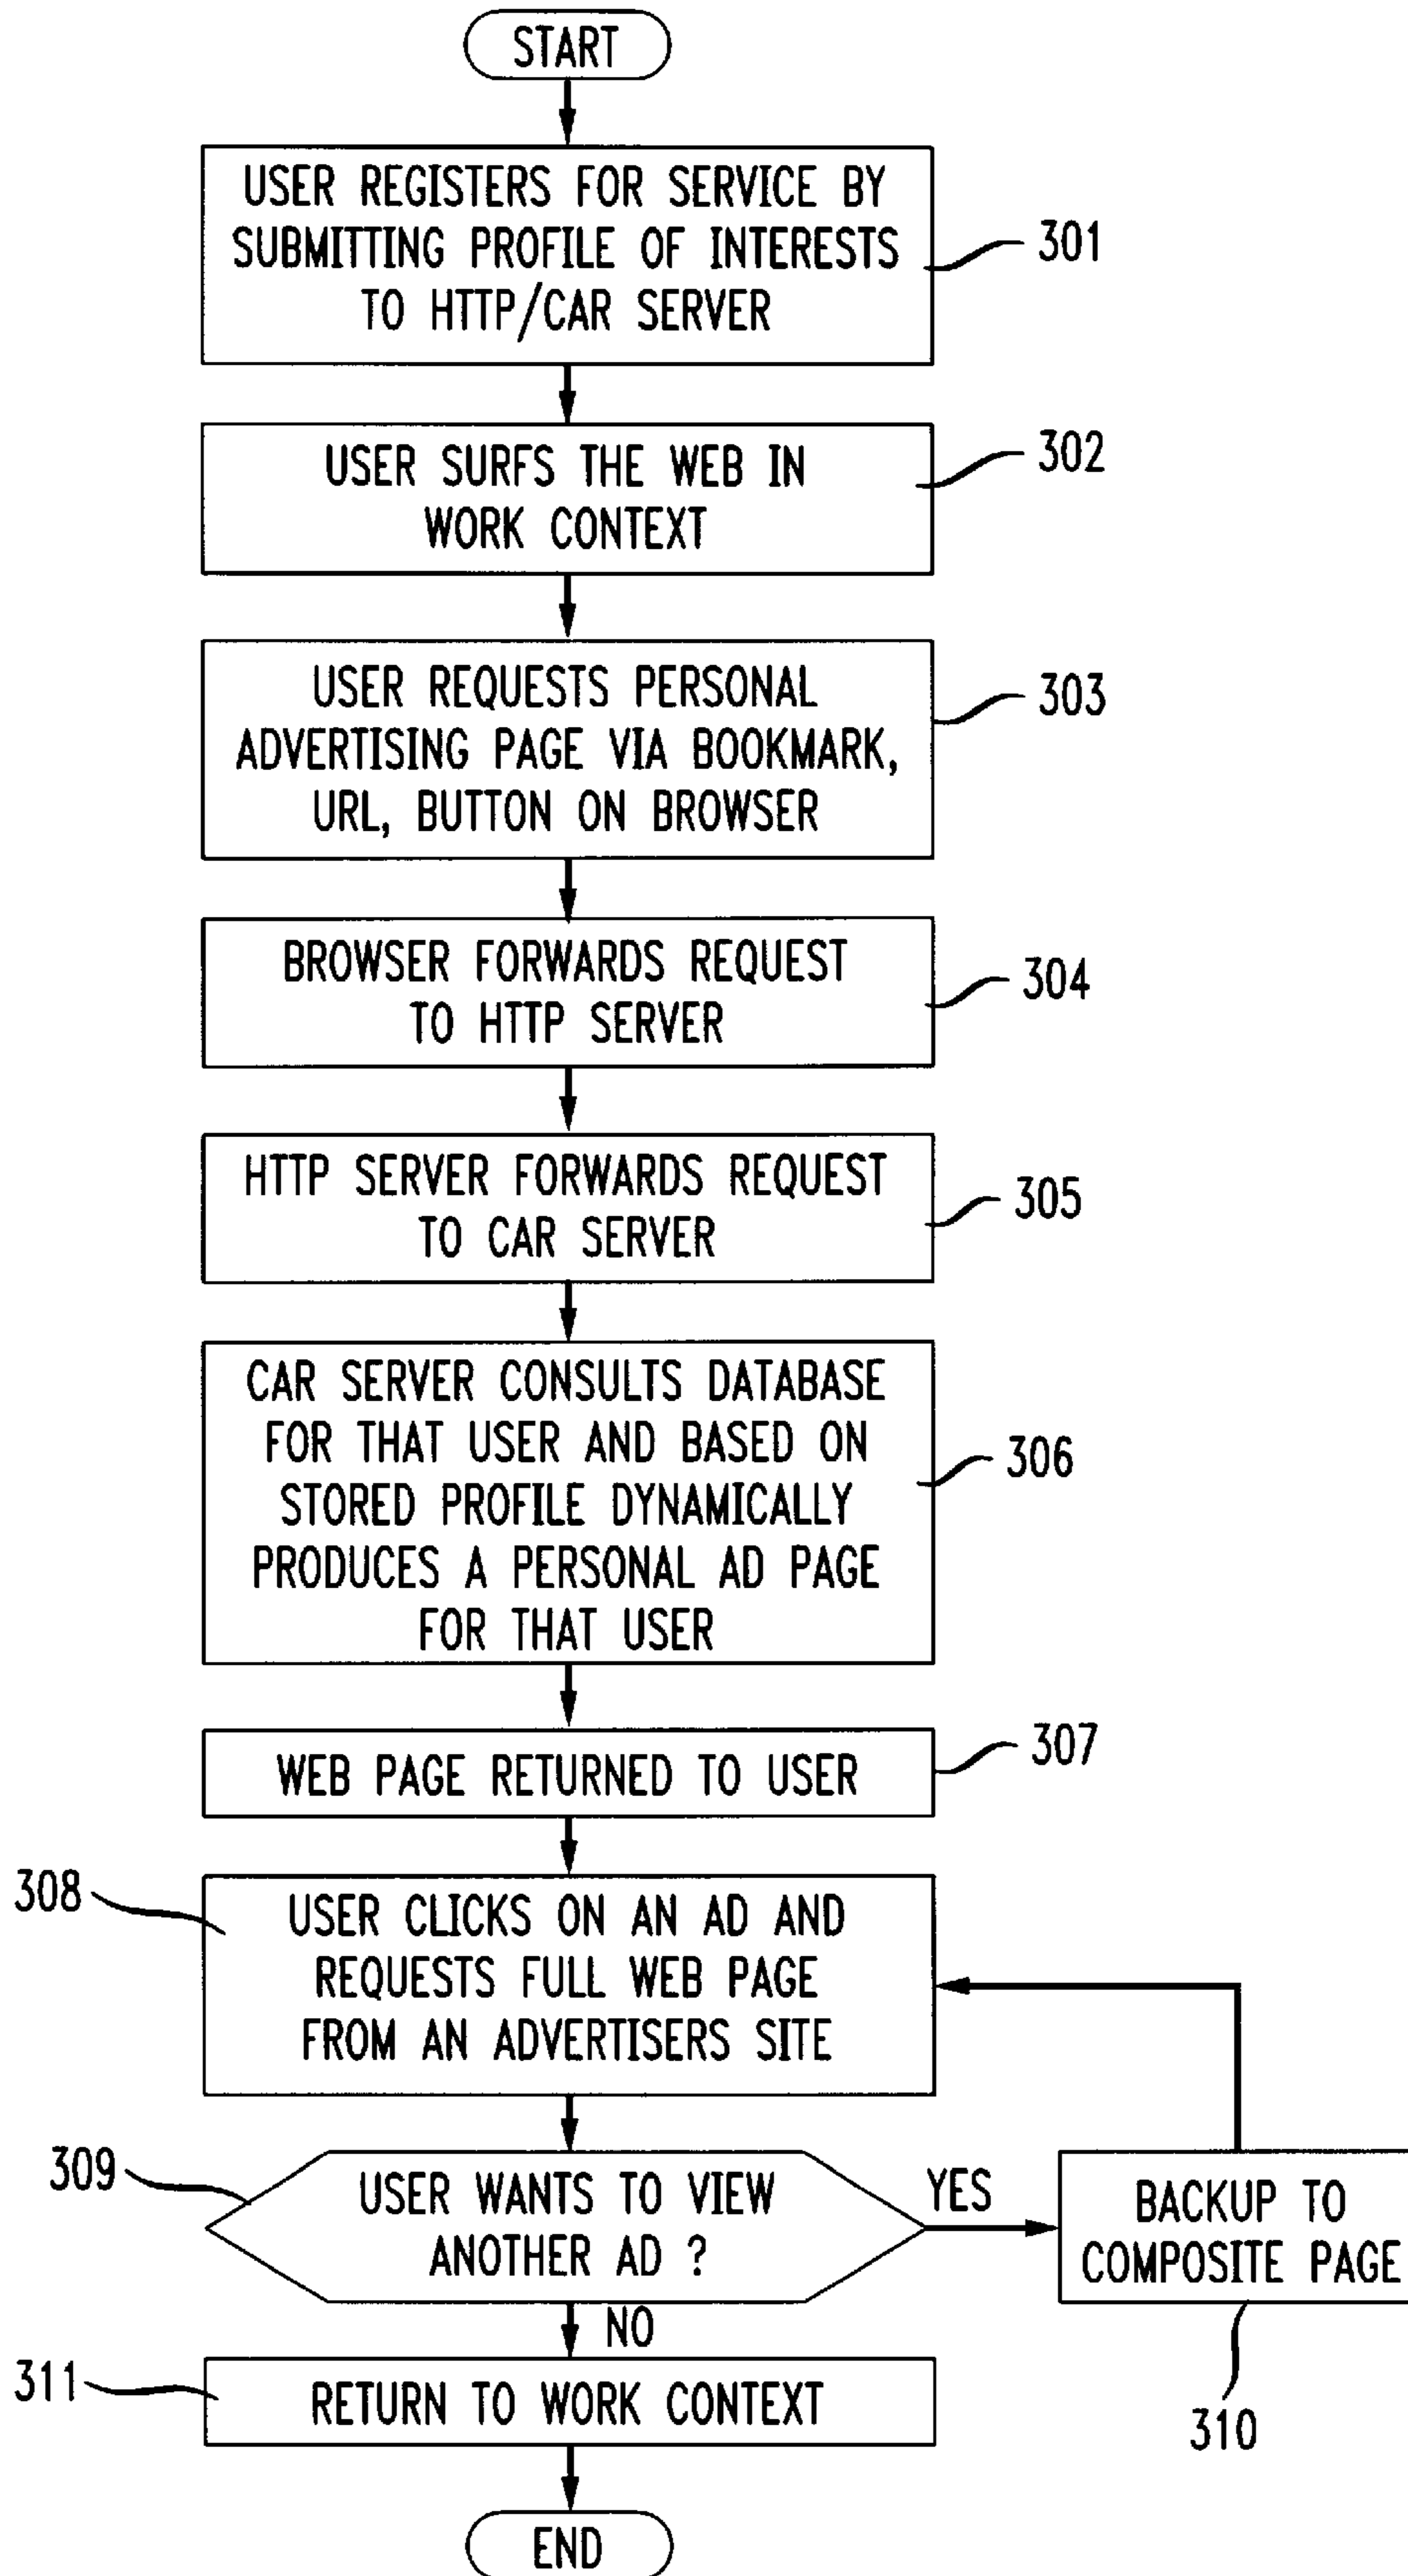 START
USER REGISTERS FOR SERVICE BY
SUBMITTING PROFILE OF INTERESTS
TO HTTP/CAR SERVER
301
USER SURFS THE WEB IN
WORK CONTEXT
302
USER REQUESTS PERSONAL
ADVERTISING PAGE VIA BOOKMARK,
URL, BUTTON ON BROWSER
303
BROWSER FORWARDS REQUEST
TO HTTP SERVER
304
HTTP SERVER FORWARDS REQUEST
TO CAR SERVER
305
CAR SERVER CONSULTS DATABASE
FOR THAT USER AND BASED ON
STORED PROFILE DYNAMICALLY
PRODUCES A PERSONAL AD PAGE
FOR THAT USER
306
WEB PAGE RETURNED TO USER
307
308
USER CLICKS ON AN AD AND
REQUESTS FULL WEB PAGE
FROM AN ADVERTISERS SITE
309
USER WANTS TO VIEW
ANOTHER AD ?
YES
BACKUP TO
COMPOSITE PAGE
310
NO
311
RETURN TO WORK CONTEXT
END